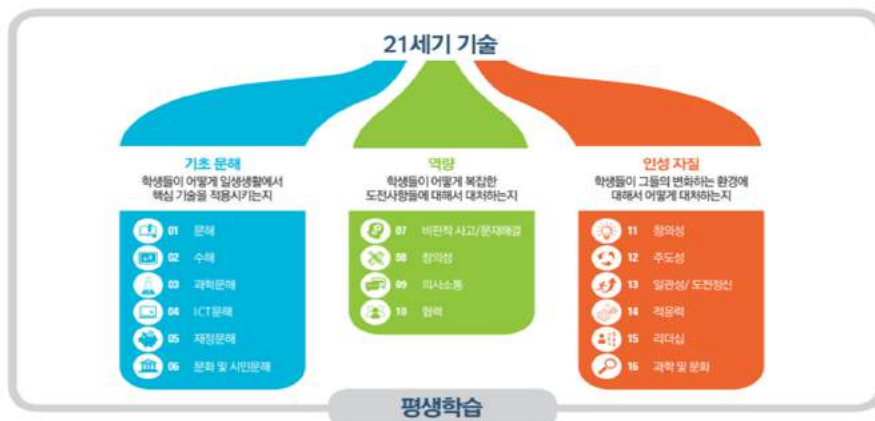 21세기 기술
기초 문해
학생들이 어떻게 일생생활에서
핵심 기술을 적용시키는지
01 문해
02 수해
03 과학문해
04 ICT문해
05 재정문해
06 문화 및 시민문해
역량
학생들이 어떻게 복잡한
도전사항들에 대해서 대처하는지
07 비판적 사고/문재해결
08 창의성
09 의사소통
10 협력
인성 자질
학생들이 그들의 변화하는 환경에
대해서 어떻게 대처하는지
11 창의성
12 주도성
13 일관성/ 도전정신
14 적응력
15 리더십
16 과학 및 문화
평생학습